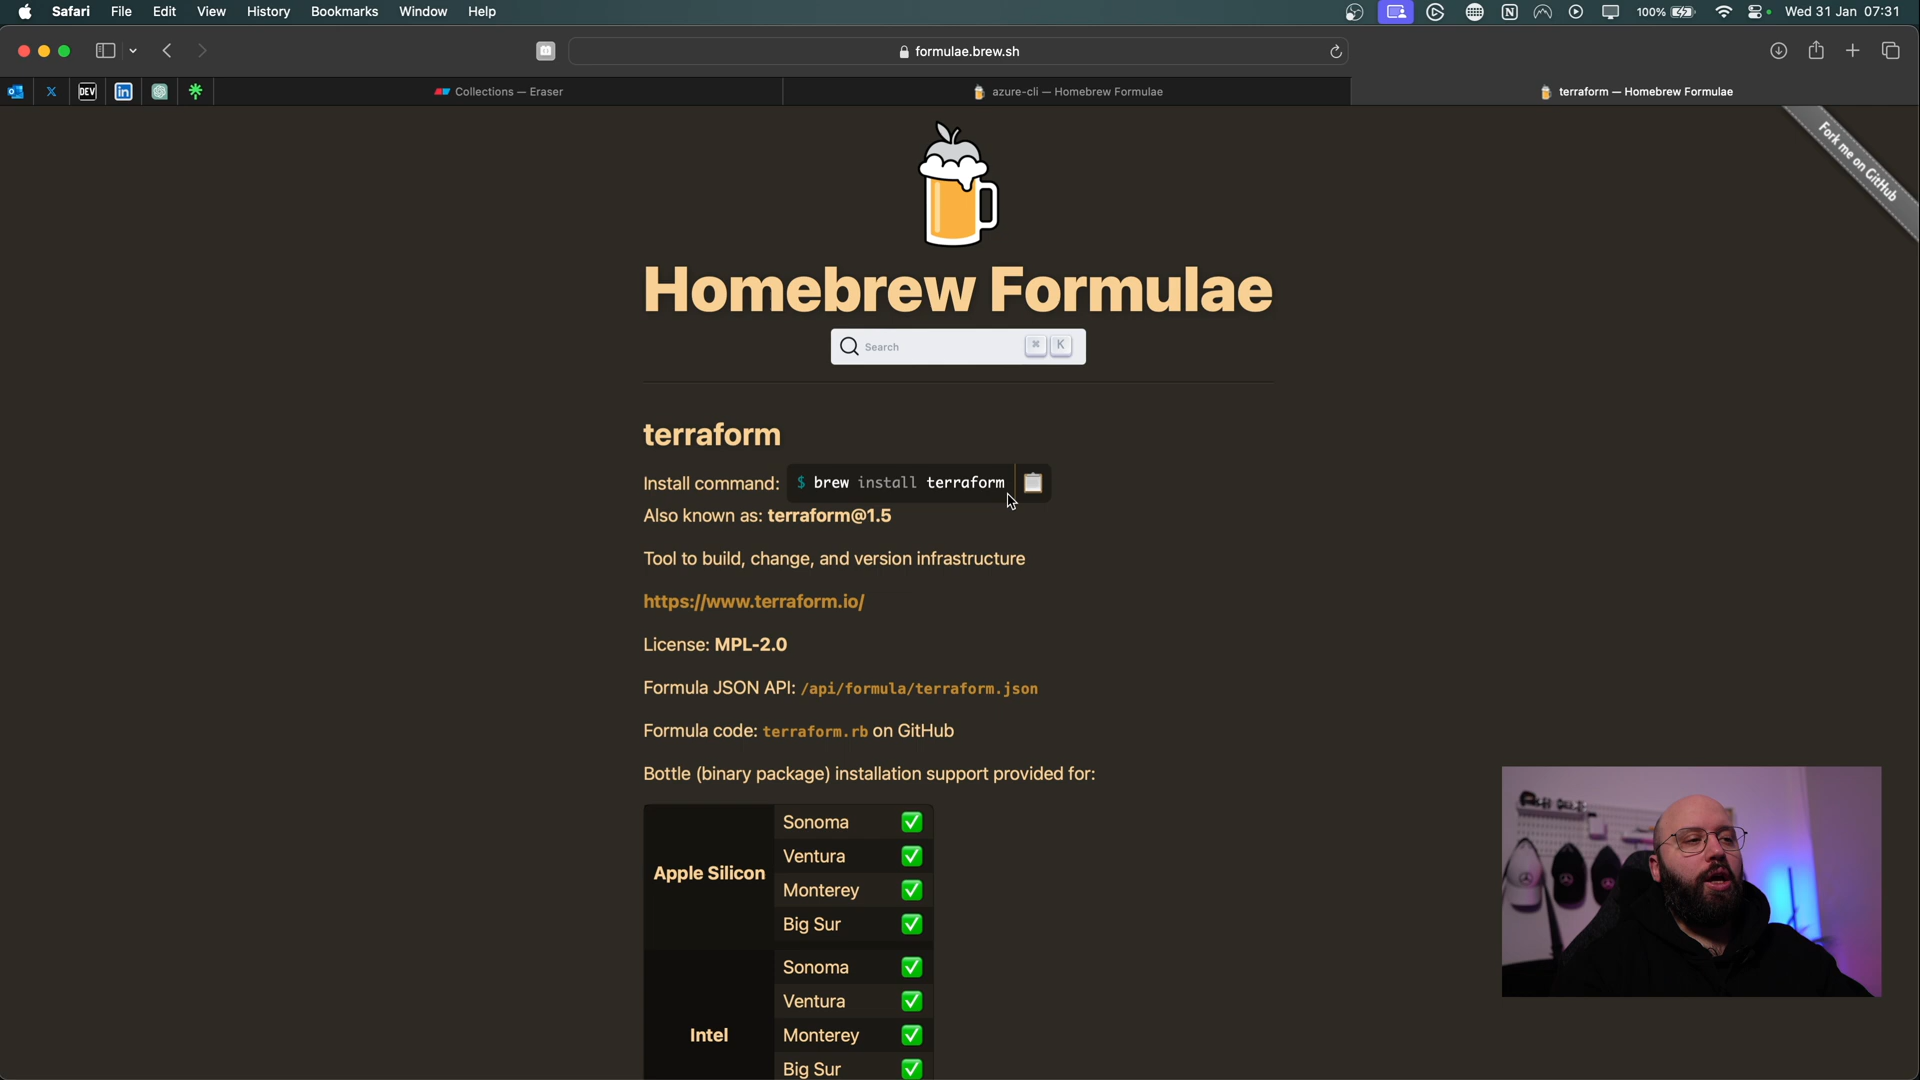 Safari File Edit View History Bookmarks Window Help 100% Wed 31 Jan 07:31
formulae.brew.sh
DEV Collections — Eraser azure-cli — Homebrew Formulae terraform — Homebrew Formulae
Fork me on GitHub
Homebrew Formulae
Search ⌘ K
terraform
Install command: $ brew install terraform
Also known as: terraform@1.5
Tool to build, change, and version infrastructure
https://www.terraform.io/
License: MPL-2.0
Formula JSON API: /api/formula/terraform.json
Formula code: terraform.rb on GitHub
Bottle (binary package) installation support provided for:
Apple Silicon
Sonoma ✅
Ventura ✅
Monterey ✅
Big Sur ✅
Intel
Sonoma ✅
Ventura ✅
Monterey ✅
Big Sur ✅